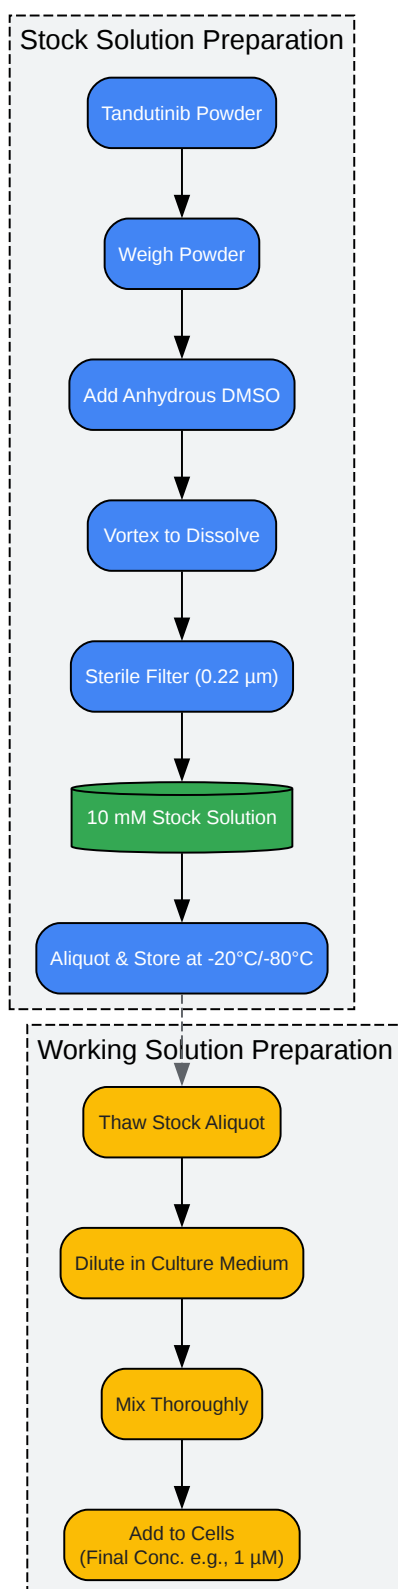 Stock Solution Preparation
Tandutinib Powder
Weigh Powder
Add Anhydrous DMSO
Vortex to Dissolve
Sterile Filter (0.22 µm)
10 mM Stock Solution
Aliquot & Store at -20°C/-80°C
Working Solution Preparation
Thaw Stock Aliquot
Dilute in Culture Medium
Mix Thoroughly
Add to Cells
(Final Conc. e.g., 1 µM)